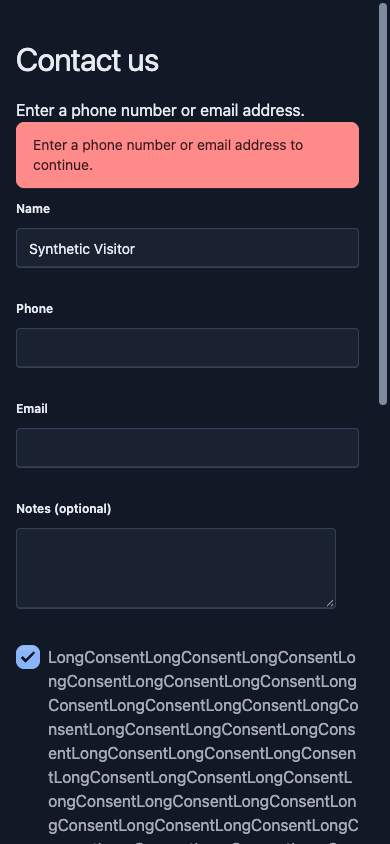 Contact us
Enter a phone number or email address.
Enter a phone number or email address to
continue.
Name
Synthetic Visitor
Phone
Email
Notes (optional)
LongConsentLongConsentLongConsentLo
ngConsentLongConsentLongConsentLong
ConsentLongConsentLongConsentLongCo
nsentLongConsentLongConsentLongCons
entLongConsentLongConsentLongConsen
tLongConsentLongConsentLongConsentL
ongConsentLongConsentLongConsentLon
gConsentLongConsentLongConsentLongC